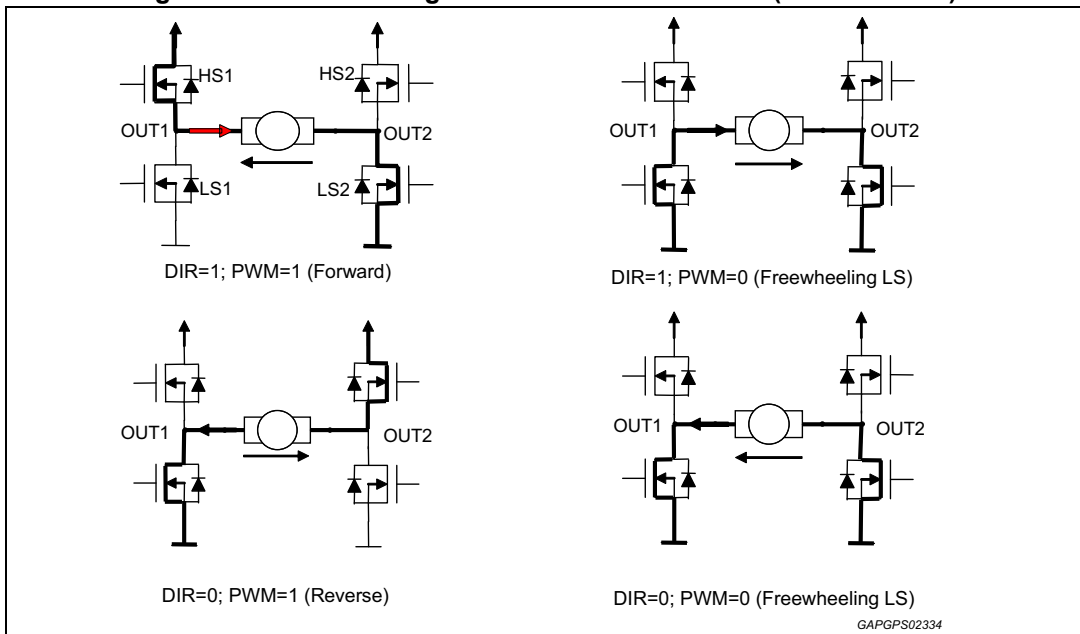 HS1 HS2
OUT1 OUT2 OUT1 OUT2
LS1 LS2
DIR=1; PWM=1 (Forward) DIR=1; PWM=0 (Freewheeling LS)
OUT1 OUT2 OUT1 OUT2
DIR=0; PWM=1 (Reverse) DIR=0; PWM=0 (Freewheeling LS)
GAPGPS02334